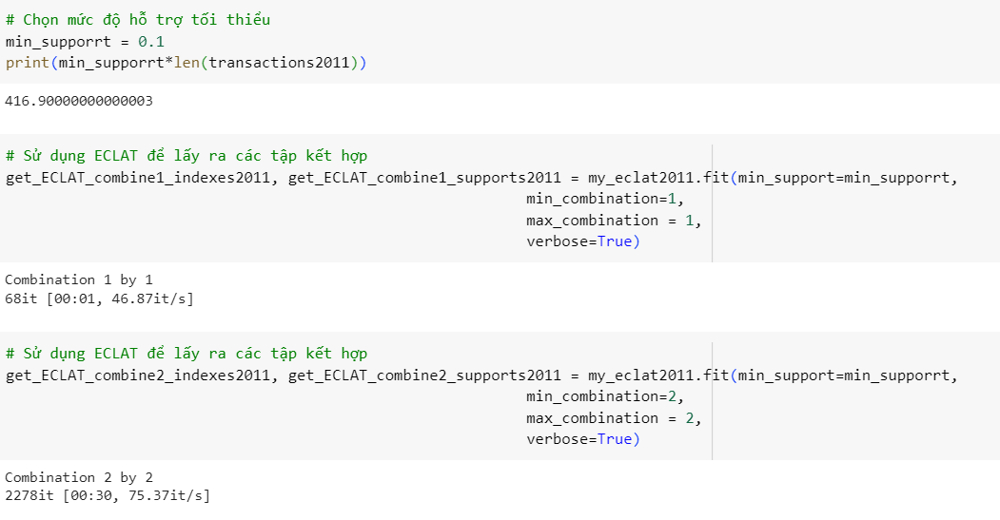 # Chọn mức độ hỗ trợ tối thiểu
min_supporrt = 0.1
print(min_supporrt*len(transactions2011))
416.90000000000003
# Sử dụng ECLAT để lấy ra các tập kết hợp
get_ECLAT_combine1_indexes2011, get_ECLAT_combine1_supports2011 = my_eclat2011.fit(min_support=min_supporrt,
min_combination=1,
max_combination = 1,
verbose=True)
Combination 1 by 1
68it [00:01, 46.87it/s]
# Sử dụng ECLAT để lấy ra các tập kết hợp
get_ECLAT_combine2_indexes2011, get_ECLAT_combine2_supports2011 = my_eclat2011.fit(min_support=min_supporrt,
min_combination=2,
max_combination = 2,
verbose=True)
Combination 2 by 2
2278it [00:30, 75.37it/s]